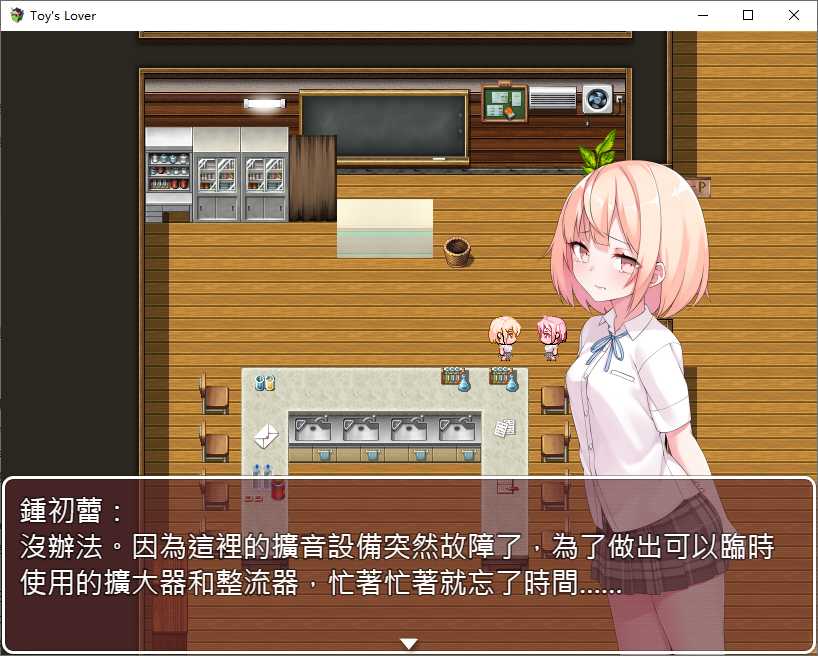 Toy's Lover
P
鍾初蕾：
沒辦法。因為這裡的擴音設備突然故障了，為了做出可以臨時
使用的擴大器和整流器，忙著忙著就忘了時間......